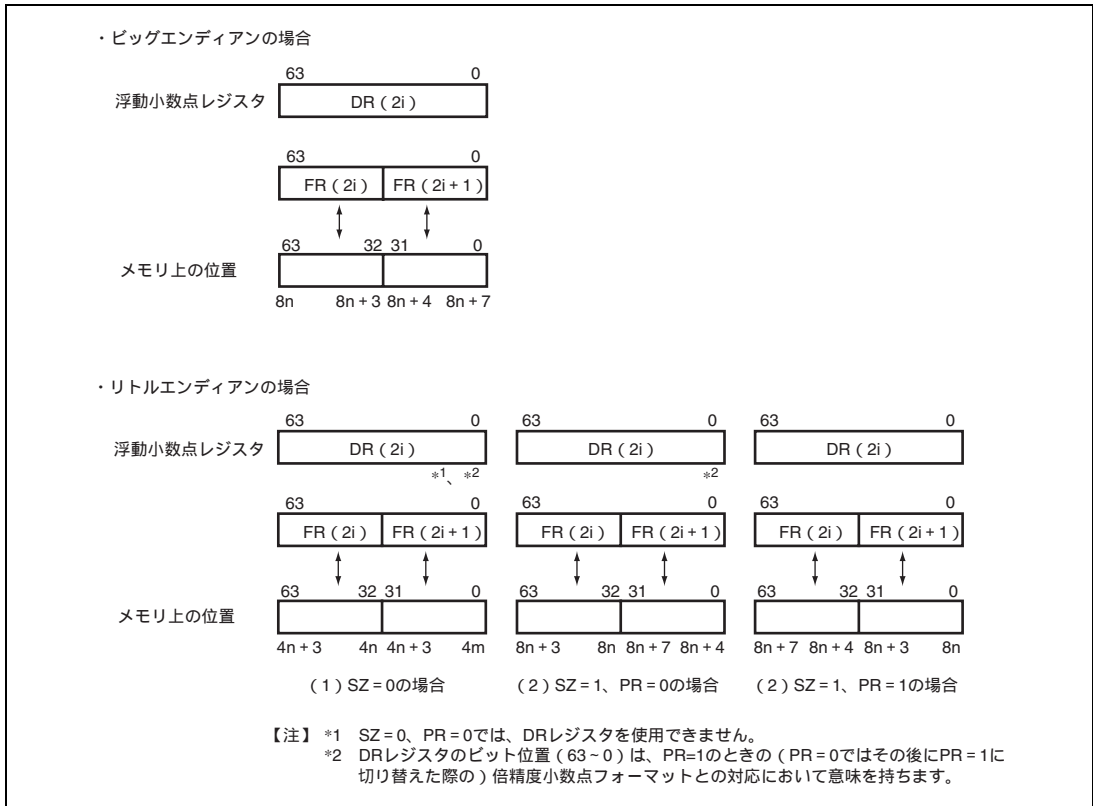 ・ビッグエンディアンの場合
63 0
浮動小数点レジスタ DR ( 2i )
63 0
FR ( 2i ) FR ( 2i + 1 )
63 32 31 0
メモリ上の位置
8n 8n + 3 8n + 4 8n + 7
・リトルエンディアンの場合
63 0 63 0 63 0
浮動小数点レジスタ DR ( 2i ) DR ( 2i ) DR ( 2i )
*1、*2 *2
63 0 63 0 63 0
FR ( 2i ) FR ( 2i + 1 ) FR ( 2i ) FR ( 2i + 1 ) FR ( 2i ) FR ( 2i + 1 )
63 32 31 0 63 32 31 0 63 32 31 0
メモリ上の位置
4n + 3 4n 4n + 3 4m 8n + 3 8n 8n + 7 8n + 4 8n + 7 8n + 4 8n + 3 8n
( 1 ) SZ = 0の場合 ( 2 ) SZ = 1、PR = 0の場合 ( 2 ) SZ = 1、PR = 1の場合
【注】 *1 SZ = 0、PR = 0では、DRレジスタを使用できません。
*2 DRレジスタのビット位置 ( 63 ~ 0 ) は、PR=1のときの ( PR = 0ではその後にPR = 1に
切り替えた際の ) 倍精度小数点フォーマットとの対応において意味を持ちます。